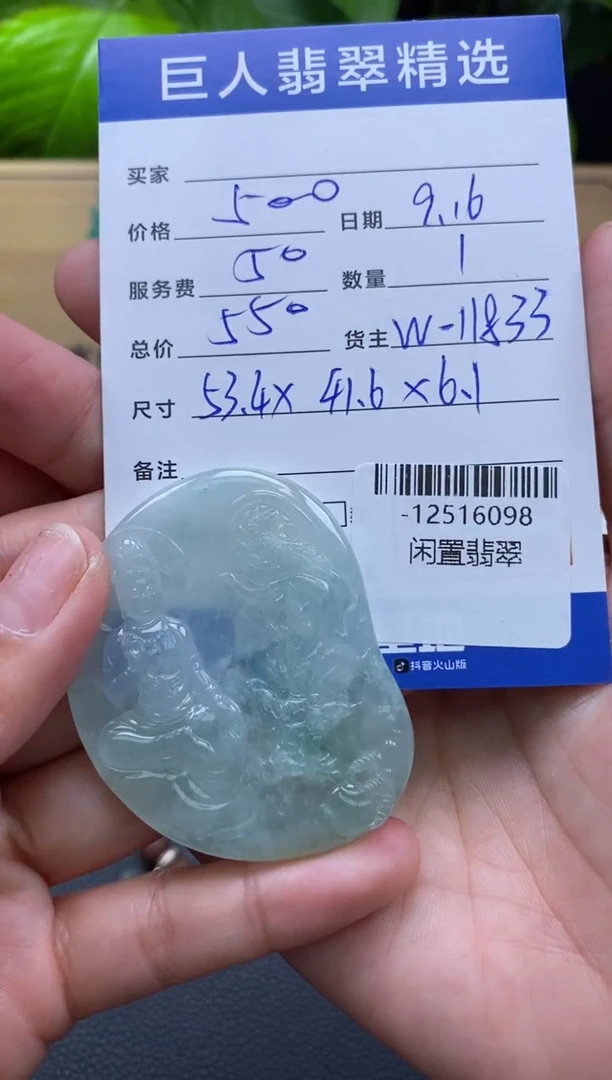 巨人翡翠精选
买家
价格 500 日期 9.16
服务费 50 数量 1
总价 550 货主 W-11833
尺寸 53.4x 41.6 x6.1
备注
-12516098
闲置翡翠
抖音火山版